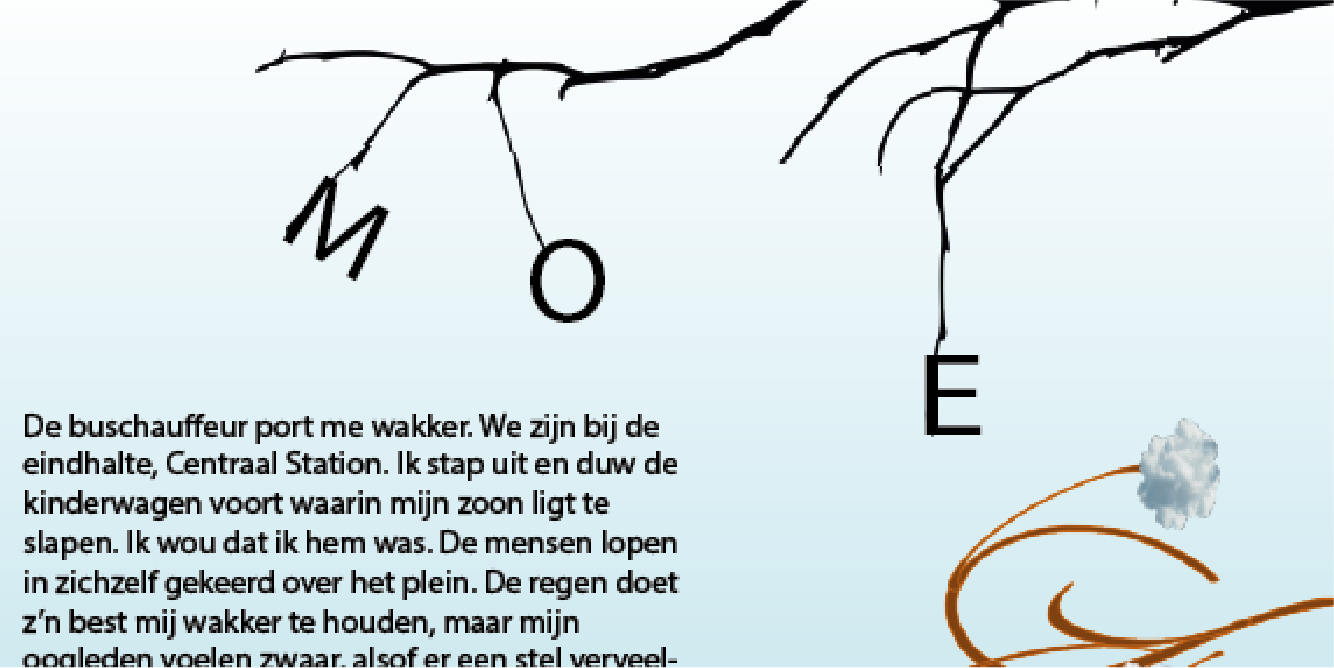 M O E
De buschauffeur port me wakker. We zijn bij de
eindhalte, Centraal Station. Ik stap uit en duw de
kinderwagen voort waarin mijn zoon ligt te
slapen. Ik wou dat ik hem was. De mensen lopen
in zichzelf gekeerd over het plein. De regen doet
z'n best mij wakker te houden, maar mijn
oogleden voelen zwaar, alsof er een stel verveel-